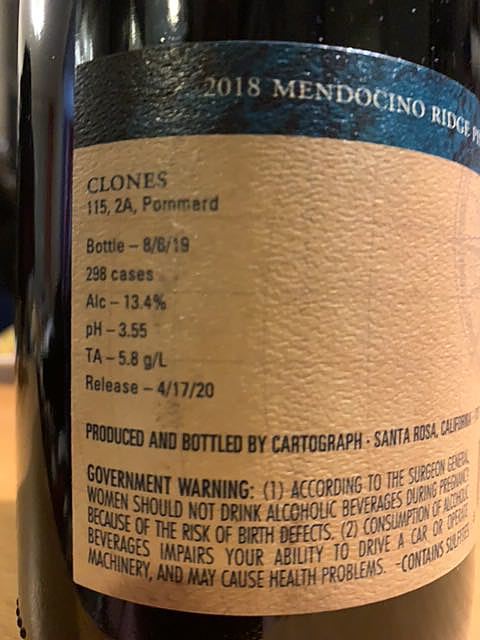 2018 MENDOCINO RIDGE
CLONES
115, 2A, Pommard
Bottle – 8/6/19
298 cases
Alc – 13.4%
pH – 3.55
TA – 5.8 g/L
Release – 4/17/20
PRODUCED AND BOTTLED BY CARTOGRAPH · SANTA ROSA, CALIFORNIA
GOVERNMENT WARNING: (1) ACCORDING TO THE SURGEON GENERAL,
WOMEN SHOULD NOT DRINK ALCOHOLIC BEVERAGES DURING PREGNANCY
BECAUSE OF THE RISK OF BIRTH DEFECTS. (2) CONSUMPTION OF ALCOHOLIC
BEVERAGES IMPAIRS YOUR ABILITY TO DRIVE A CAR OR OPERATE
MACHINERY, AND MAY CAUSE HEALTH PROBLEMS. -CONTAINS SULFITES